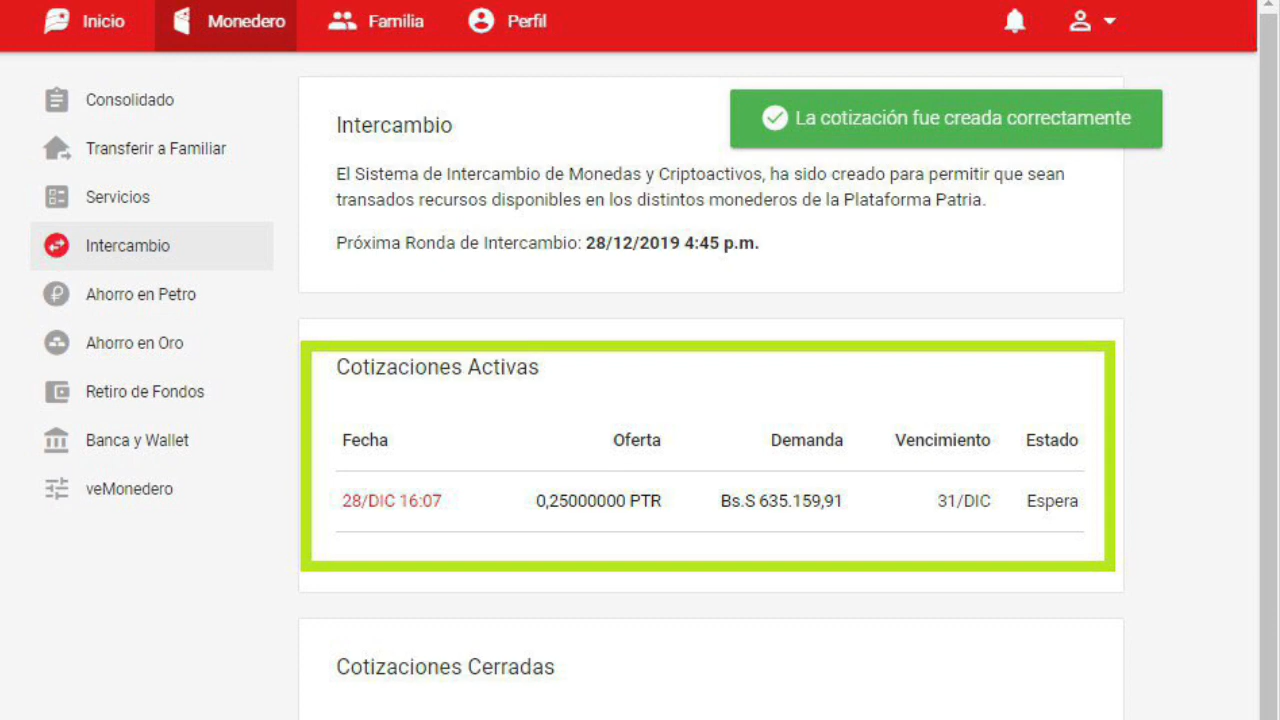 Inicio Monedero Familia Perfil
Consolidado
Transferir a Familiar
Servicios
Intercambio
Ahorro en Petro
Ahorro en Oro
Retiro de Fondos
Banca y Wallet
veMonedero
La cotización fue creada correctamente
Intercambio
El Sistema de Intercambio de Monedas y Criptoactivos, ha sido creado para permitir que sean
transados recursos disponibles en los distintos monederos de la Plataforma Patria.
Próxima Ronda de Intercambio: 28/12/2019 4:45 p.m.
Cotizaciones Activas
Fecha Oferta Demanda Vencimiento Estado
28/DIC 16:07 0,25000000 PTR Bs.S 635.159,91 31/DIC Espera
Cotizaciones Cerradas